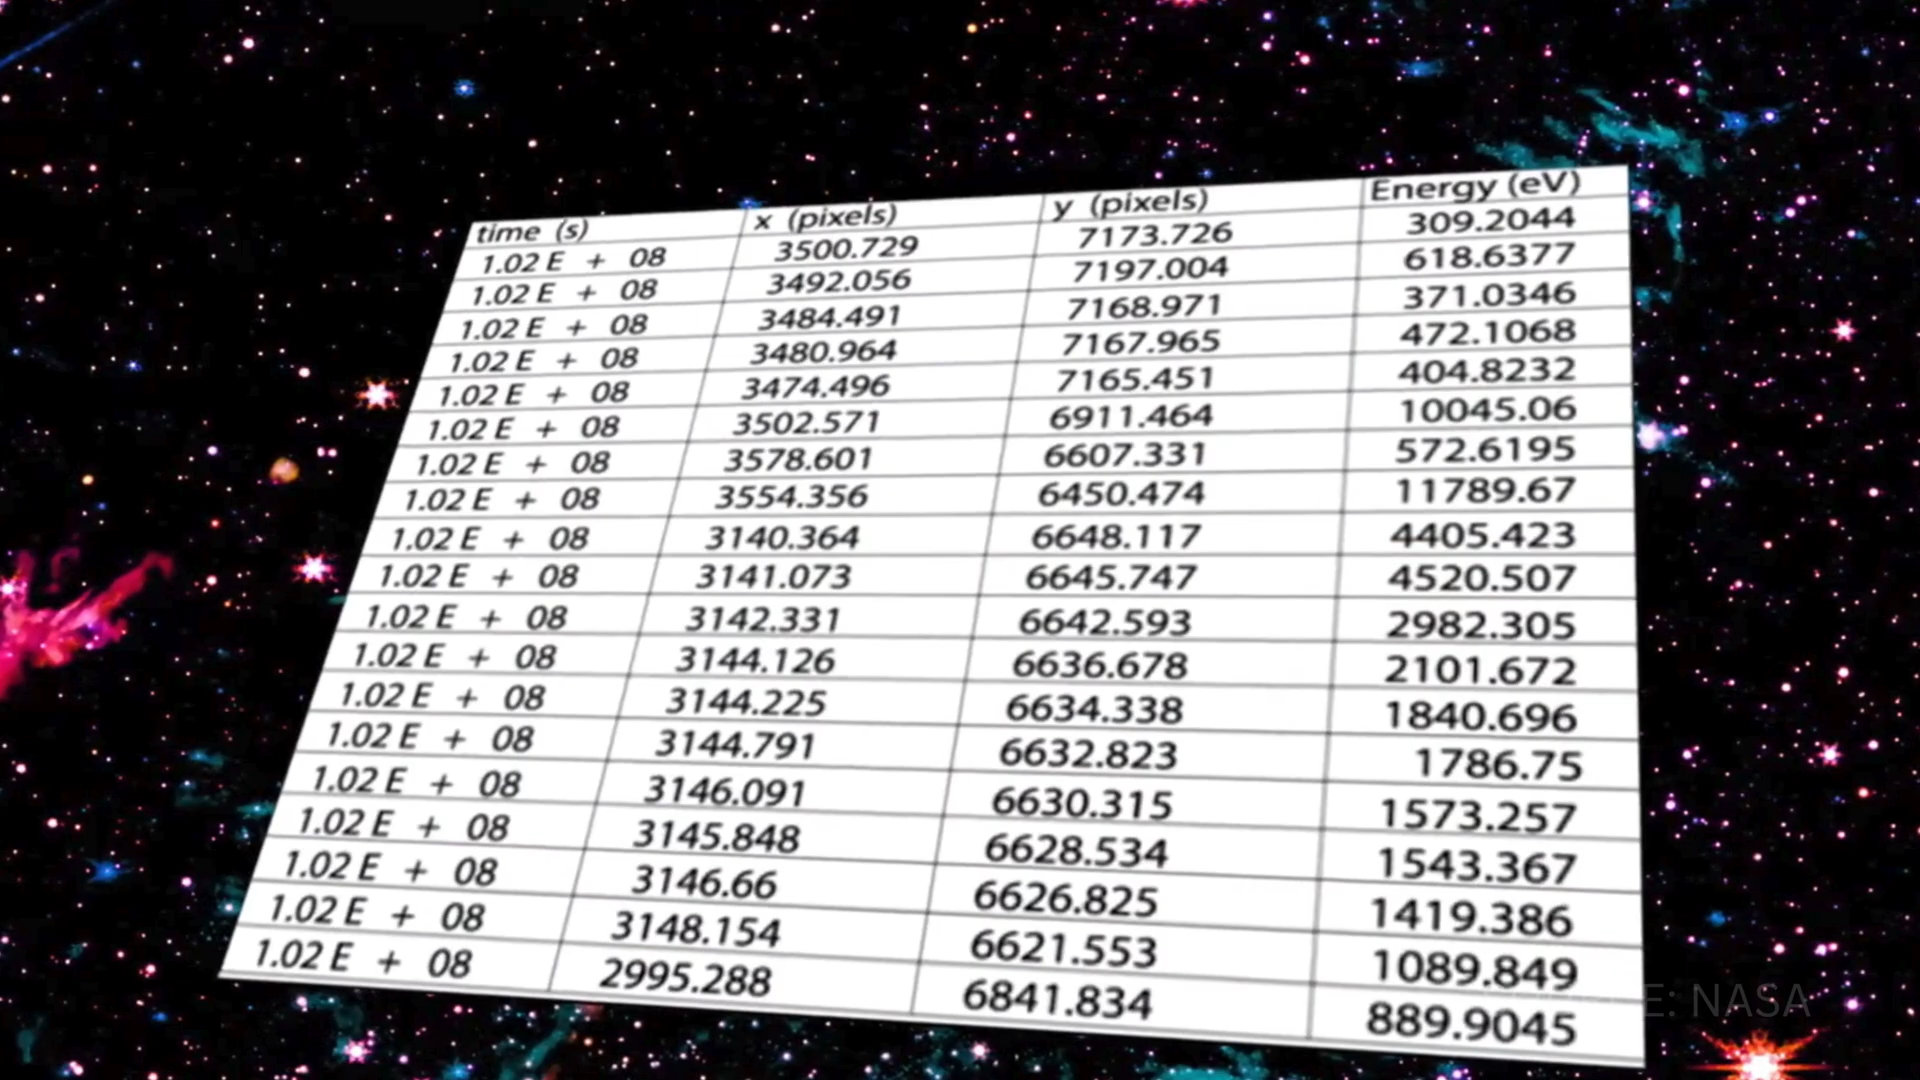 time (s) x (pixels) y (pixels) Energy (eV)
1.02 E + 08 3500.729 7173.726 309.2044
1.02 E + 08 3492.056 7197.004 618.6377
1.02 E + 08 3484.491 7168.971 371.0346
1.02 E + 08 3480.964 7167.965 472.1068
1.02 E + 08 3474.496 7165.451 404.8232
1.02 E + 08 3502.571 6911.464 10045.06
1.02 E + 08 3578.601 6607.331 572.6195
1.02 E + 08 3554.356 6450.474 11789.67
1.02 E + 08 3140.364 6648.117 4405.423
1.02 E + 08 3141.073 6645.747 4520.507
1.02 E + 08 3142.331 6642.593 2982.305
1.02 E + 08 3144.126 6636.678 2101.672
1.02 E + 08 3144.225 6634.338 1840.696
1.02 E + 08 3144.791 6632.823 1786.75
1.02 E + 08 3146.091 6630.315 1573.257
1.02 E + 08 3145.848 6628.534 1543.367
1.02 E + 08 3146.66 6626.825 1419.386
1.02 E + 08 3148.154 6621.553 1089.849
1.02 E + 08 2995.288 6841.834 889.9045
NASA